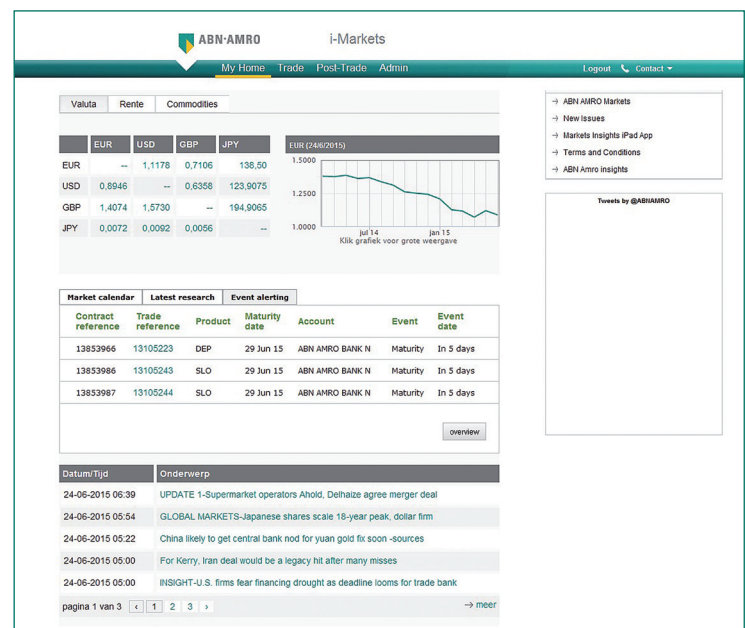 ABN·AMRO i-Markets
My Home Trade Post-Trade Admin Logout Contact
Valuta Rente Commodities
EUR USD GBP JPY
EUR -- 1,1178 0,7106 138,50
USD 0,8946 -- 0,6358 123,9075
GBP 1,4074 1,5730 -- 194,9065
JPY 0,0072 0,0092 0,0056 --
EUR (24/6/2015)
1.5000
1.2500
1.0000
jul 14 jan 15
Klik grafiek voor grote weergave
→ ABN AMRO Markets
→ New Issues
→ Markets Insights iPad App
→ Terms and Conditions
→ ABN Amro insights
Tweets by @ABNAMRO
Market calendar Latest research Event alerting
Contract reference Trade reference Product Maturity date Account Event Event date
13853966 13105223 DEP 29 Jun 15 ABN AMRO BANK N Maturity In 5 days
13853986 13105243 SLO 29 Jun 15 ABN AMRO BANK N Maturity In 5 days
13853987 13105244 SLO 29 Jun 15 ABN AMRO BANK N Maturity In 5 days
overview
Datum/Tijd Onderwerp
24-06-2015 06:39 UPDATE 1-Supermarket operators Ahold, Delhaize agree merger deal
24-06-2015 05:54 GLOBAL MARKETS-Japanese shares scale 18-year peak, dollar firm
24-06-2015 05:22 China likely to get central bank nod for yuan gold fix soon -sources
24-06-2015 05:00 For Kerry, Iran deal would be a legacy hit after many misses
24-06-2015 05:00 INSIGHT-U.S. firms fear financing drought as deadline looms for trade bank
pagina 1 van 3 ‹ 1 2 3 › → meer